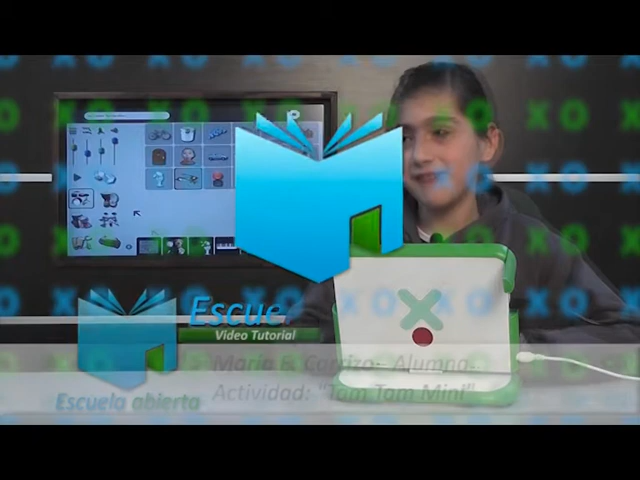 Escue
Video Tutorial
María E. Carrizo- Alumna-
Actividad: "Tam Tam Mini"
Escuela abierta